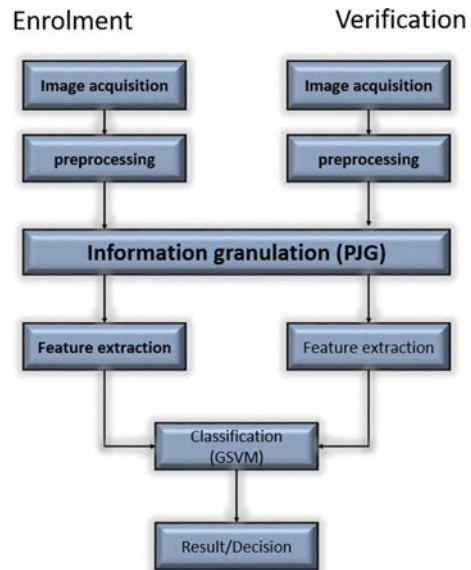 Enrolment
Verification
Image acquisition
Image acquisition
preprocessing
preprocessing
Information granulation (PJG)
Feature extraction
Feature extraction
Classification
(GSVM)
Result/Decision